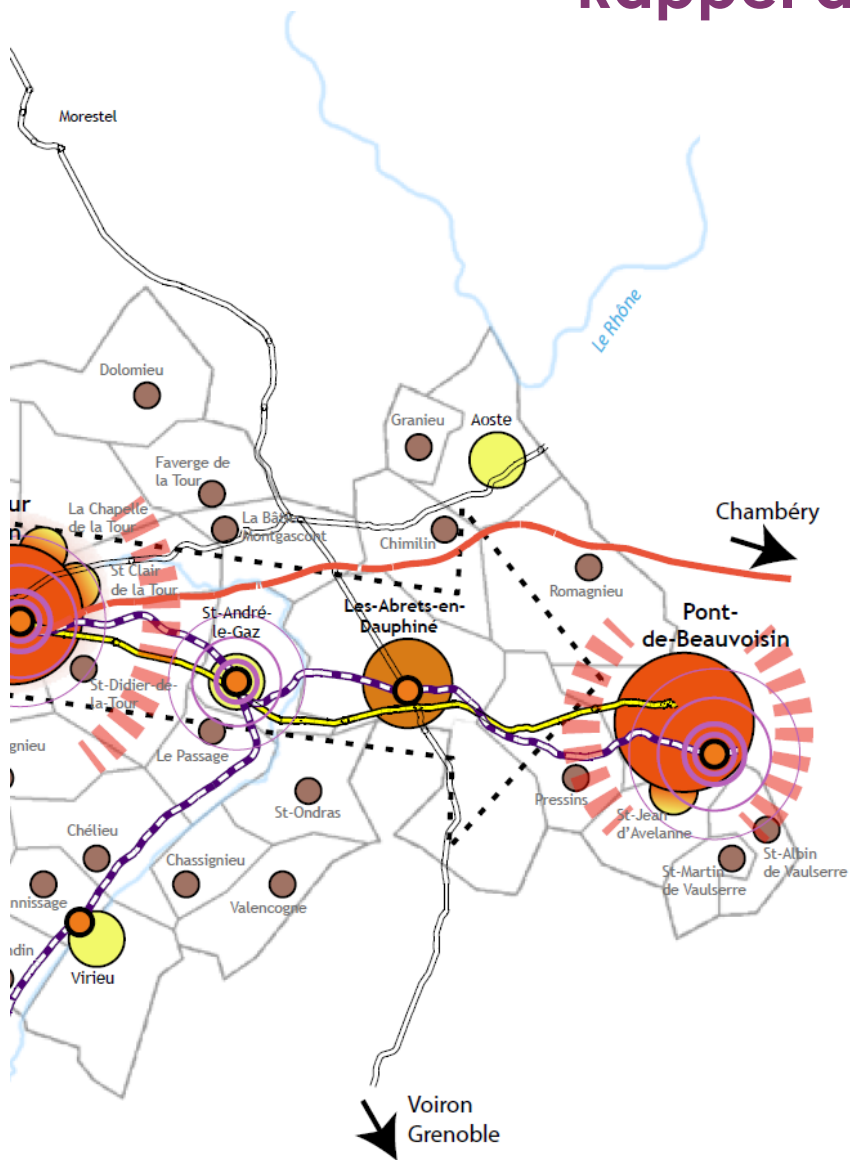 Morestel
Le Rhône
Dolomieu
Granieu
Aoste
Faverge de
la Tour
La Chapelle
de la Tour
La Bâtie
Montgascont
Chimilin
Chambéry
St Clair
de la Tour
Romagnieu
St-André-
le-Gaz
Les-Abrets-en-
Dauphiné
Pont-
de-Beauvoisin
St-Didier-de-
la-Tour
Le Passage
St-Ondras
Pressins
St-Jean
d'Avelanne
Chélieu
Chassignieu
Valencogne
St-Martin
de Vaulserre
St-Albin
de Vaulserre
Virieu
Voiron
Grenoble